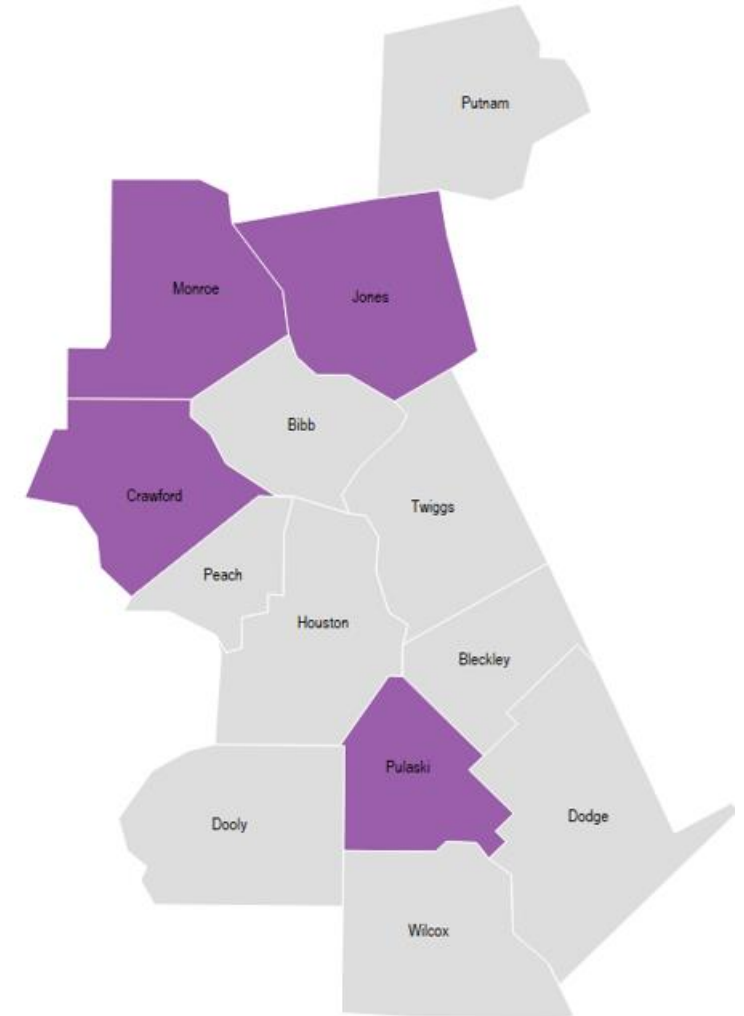 Putnam
Monroe
Jones
Bibb
Crawford
Twiggs
Peach
Houston
Bleckley
Pulaski
Dooly
Dodge
Wilcox